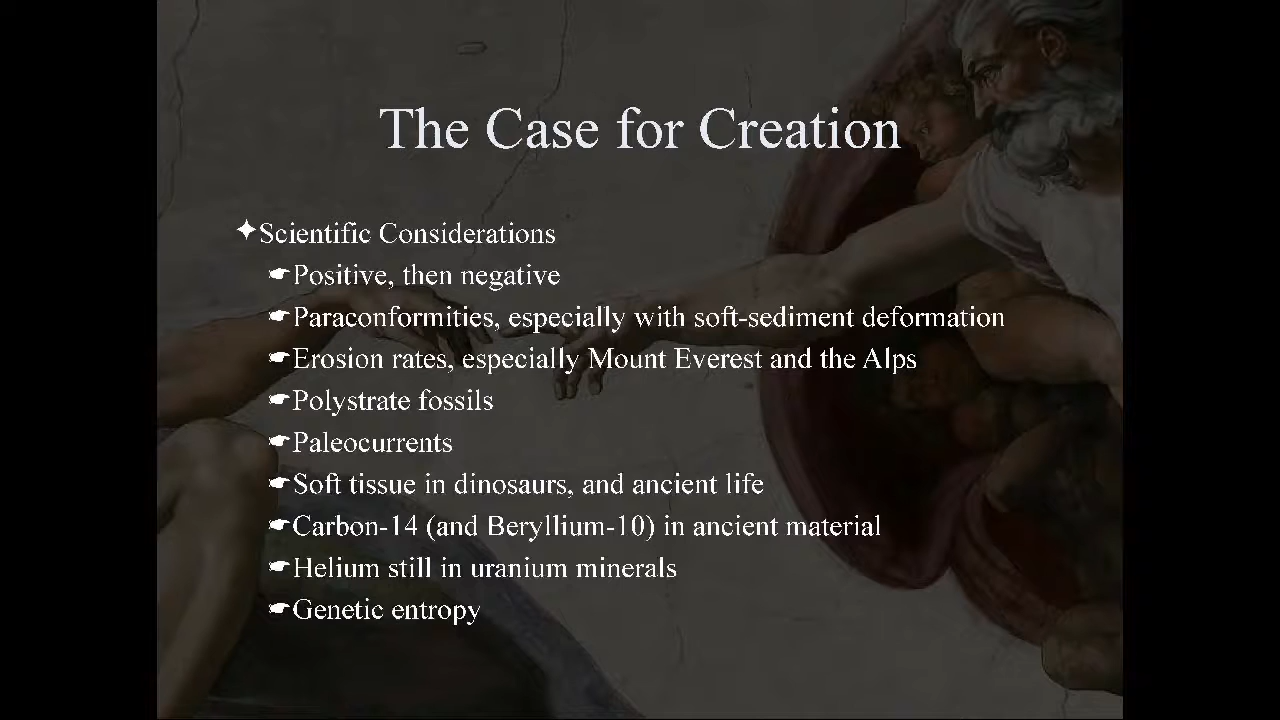 The Case for Creation
✦Scientific Considerations
☛Positive, then negative
☛Paraconformities, especially with soft-sediment deformation
☛Erosion rates, especially Mount Everest and the Alps
☛Polystrate fossils
☛Paleocurrents
☛Soft tissue in dinosaurs, and ancient life
☛Carbon-14 (and Beryllium-10) in ancient material
☛Helium still in uranium minerals
☛Genetic entropy